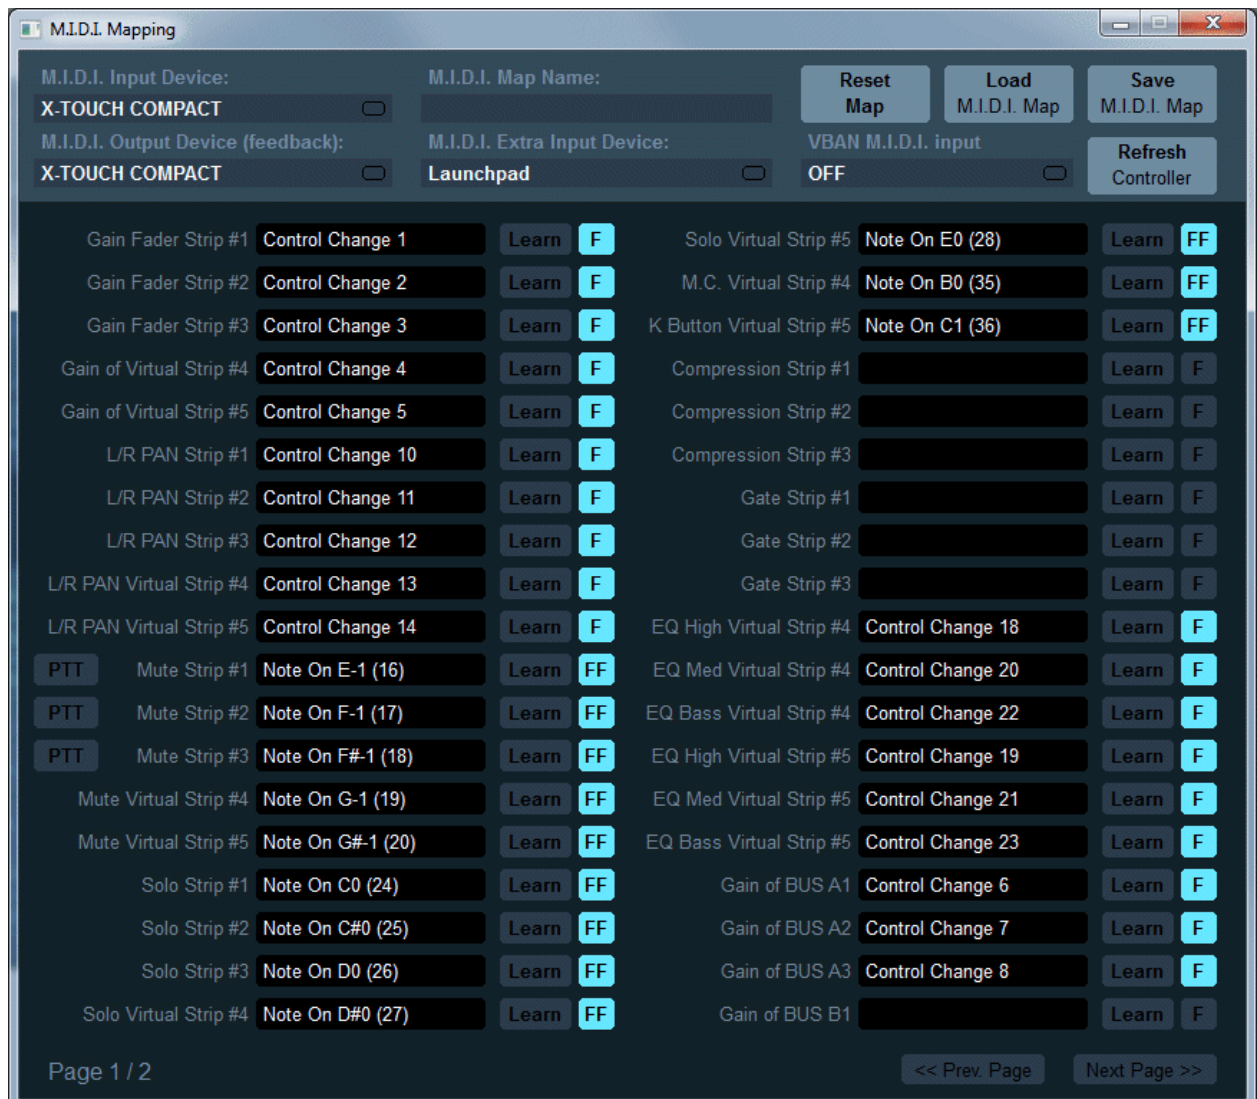 M.I.D.I. Mapping
M.I.D.I. Input Device:
X-TOUCH COMPACT
M.I.D.I. Map Name:
Reset Map
Load M.I.D.I. Map
Save M.I.D.I. Map
M.I.D.I. Output Device (feedback):
X-TOUCH COMPACT
M.I.D.I. Extra Input Device:
Launchpad
VBAN M.I.D.I. input
OFF
Refresh Controller
Gain Fader Strip #1 Control Change 1 Learn F
Gain Fader Strip #2 Control Change 2 Learn F
Gain Fader Strip #3 Control Change 3 Learn F
Gain of Virtual Strip #4 Control Change 4 Learn F
Gain of Virtual Strip #5 Control Change 5 Learn F
L/R PAN Strip #1 Control Change 10 Learn F
L/R PAN Strip #2 Control Change 11 Learn F
L/R PAN Strip #3 Control Change 12 Learn F
L/R PAN Virtual Strip #4 Control Change 13 Learn F
L/R PAN Virtual Strip #5 Control Change 14 Learn F
PTT Mute Strip #1 Note On E-1 (16) Learn FF
PTT Mute Strip #2 Note On F-1 (17) Learn FF
PTT Mute Strip #3 Note On F#-1 (18) Learn FF
Mute Virtual Strip #4 Note On G-1 (19) Learn FF
Mute Virtual Strip #5 Note On G#-1 (20) Learn FF
Solo Strip #1 Note On C0 (24) Learn FF
Solo Strip #2 Note On C#0 (25) Learn FF
Solo Strip #3 Note On D0 (26) Learn FF
Solo Virtual Strip #4 Note On D#0 (27) Learn FF
Solo Virtual Strip #5 Note On E0 (28) Learn FF
M.C. Virtual Strip #4 Note On B0 (35) Learn FF
K Button Virtual Strip #5 Note On C1 (36) Learn FF
Compression Strip #1 Learn F
Compression Strip #2 Learn F
Compression Strip #3 Learn F
Gate Strip #1 Learn F
Gate Strip #2 Learn F
Gate Strip #3 Learn F
EQ High Virtual Strip #4 Control Change 18 Learn F
EQ Med Virtual Strip #4 Control Change 20 Learn F
EQ Bass Virtual Strip #4 Control Change 22 Learn F
EQ High Virtual Strip #5 Control Change 19 Learn F
EQ Med Virtual Strip #5 Control Change 21 Learn F
EQ Bass Virtual Strip #5 Control Change 23 Learn F
Gain of BUS A1 Control Change 6 Learn F
Gain of BUS A2 Control Change 7 Learn F
Gain of BUS A3 Control Change 8 Learn F
Gain of BUS B1 Learn F
Page 1 / 2
<< Prev. Page
Next Page >>